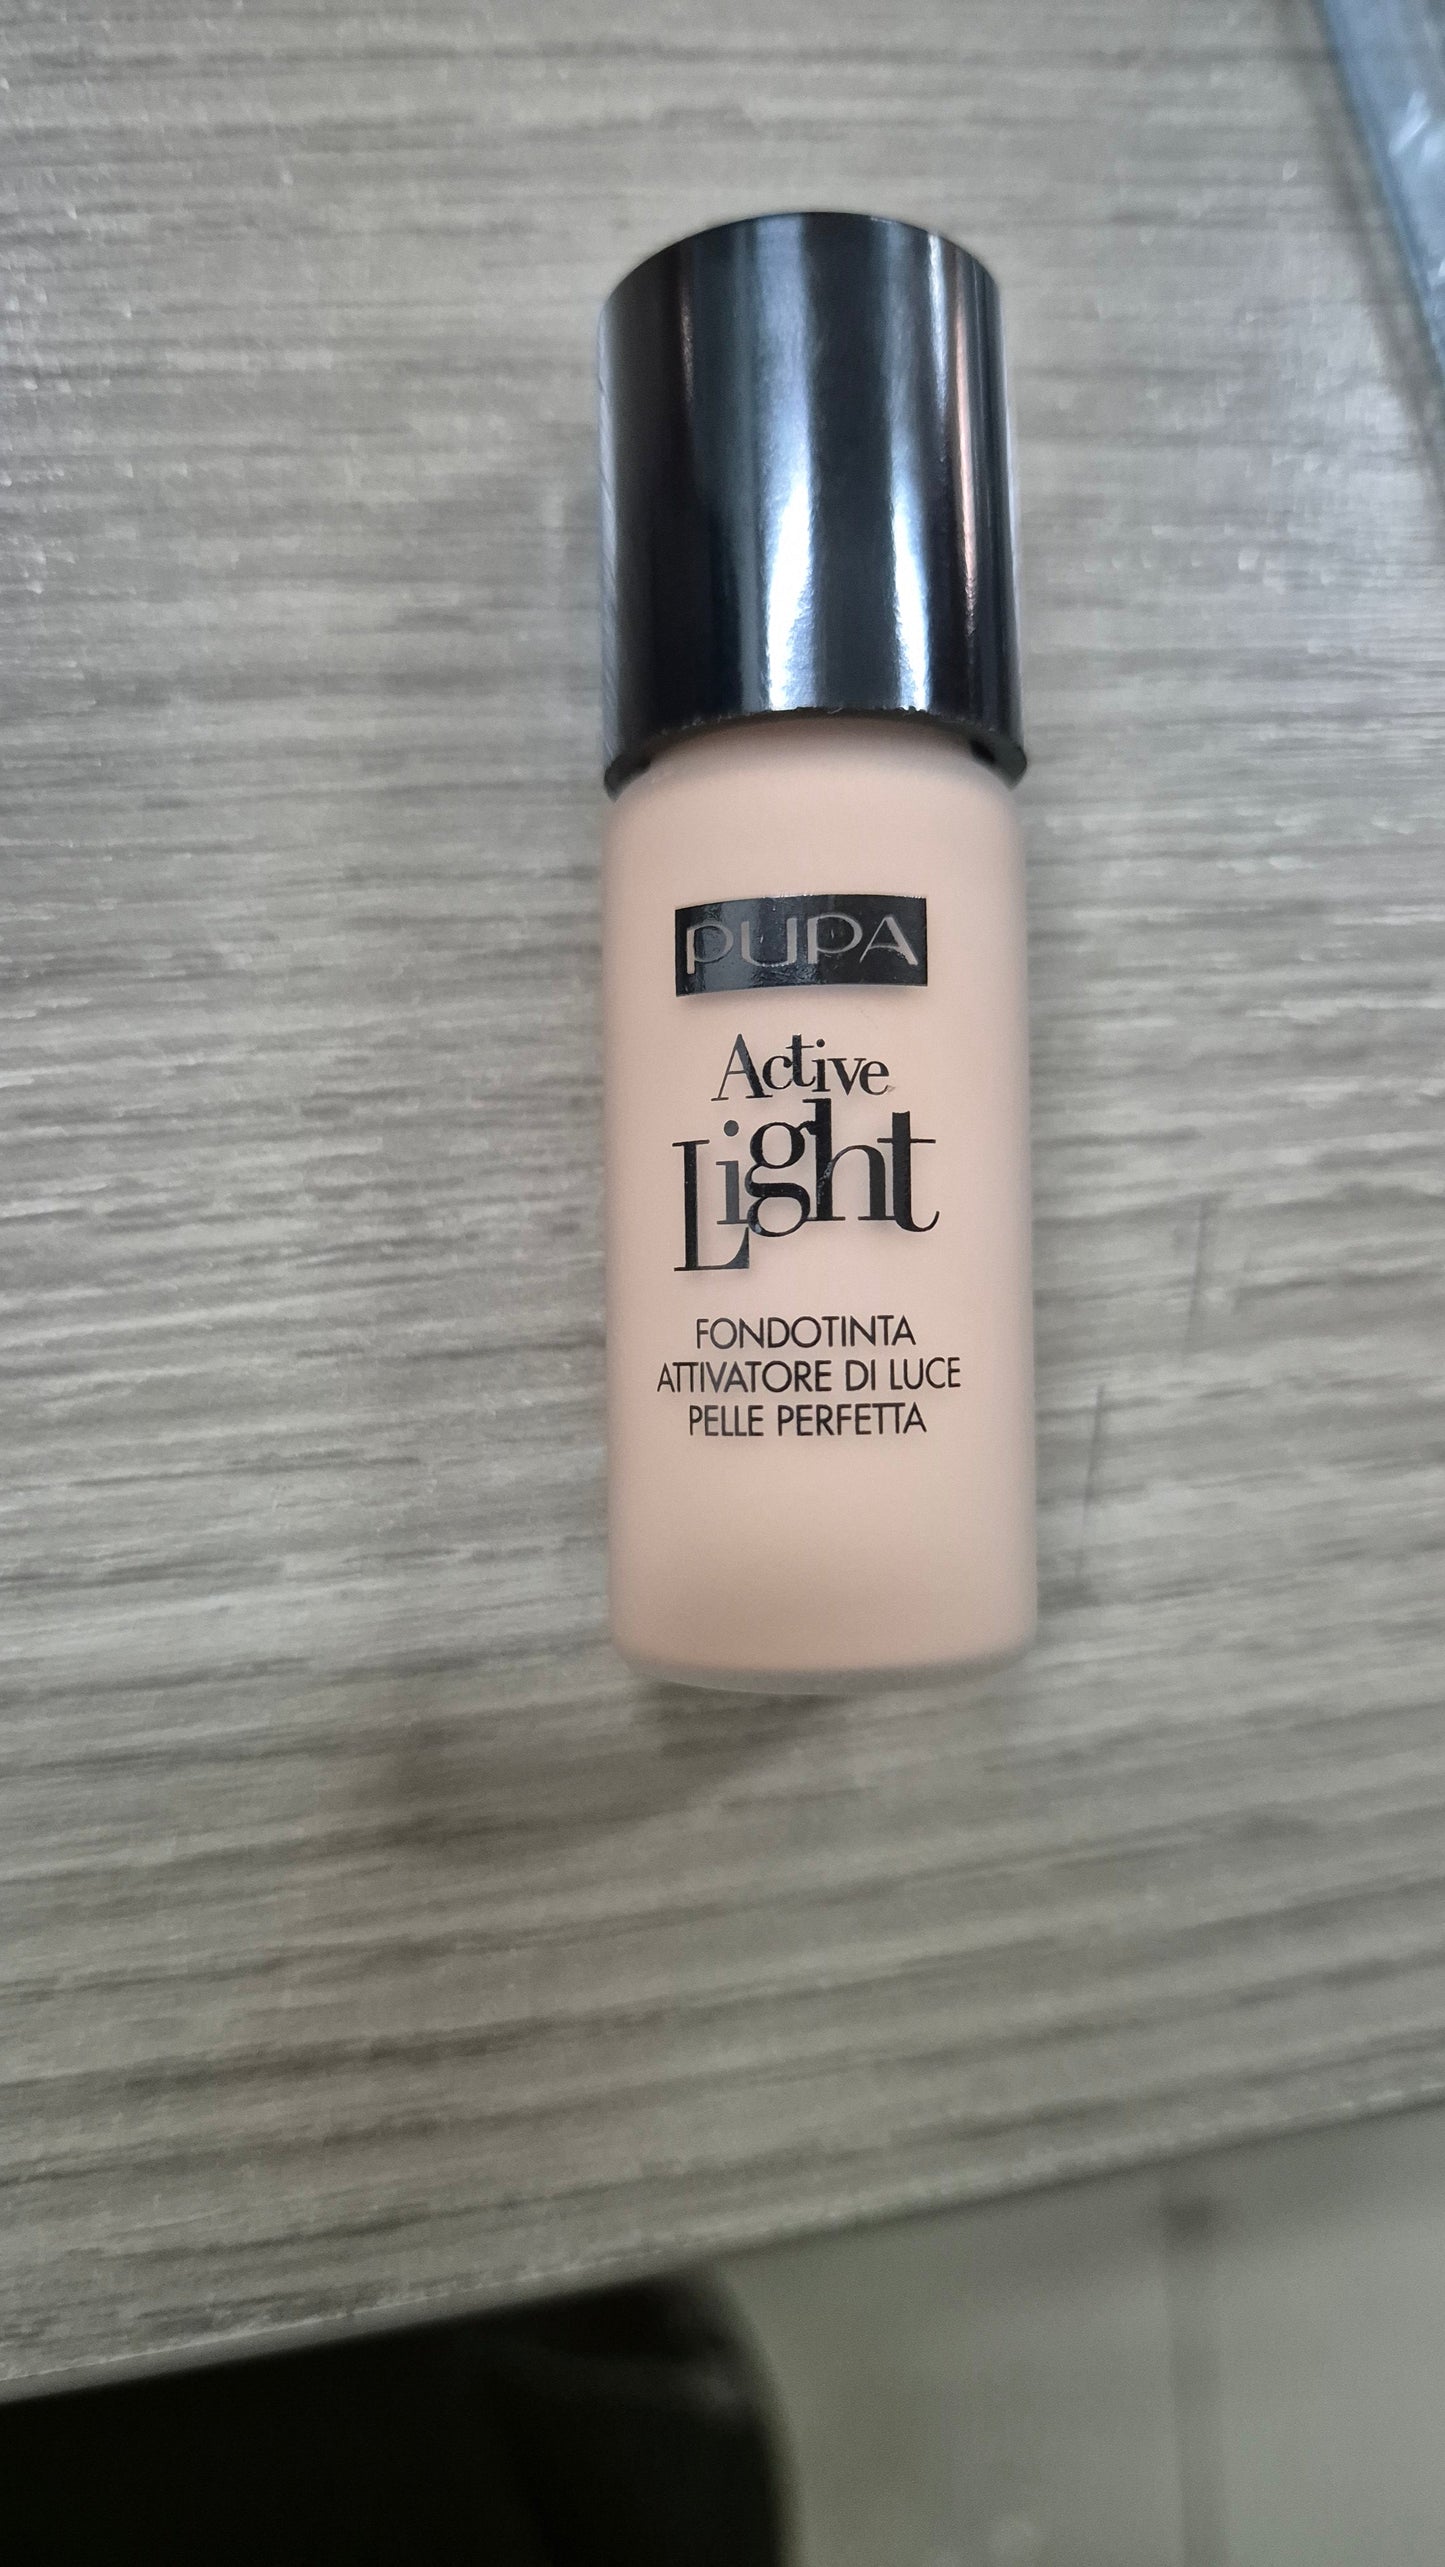 PUPA
Active
Light
FONDOTINTA
ATTIVATORE DI LUCE
PELLE PERFETTA